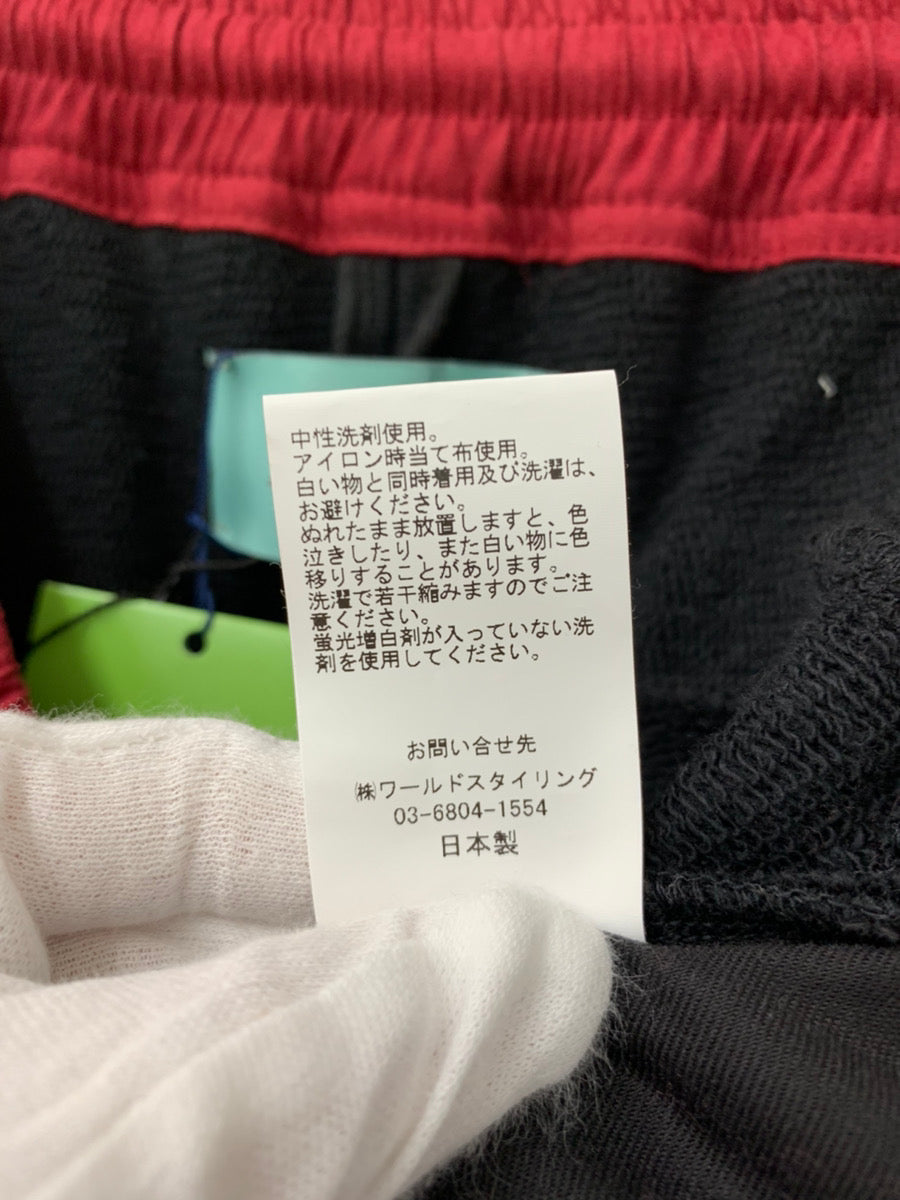 中性洗剤使用。
アイロン時当て布使用。
白い物と同時着用及び洗濯は、
お避けください。
ぬれたまま放置しますと、色
泣きしたり、また白い物に色
移りすることがあります。
洗濯で若干縮みますのでご注
意ください。
蛍光増白剤が入っていない洗
剤を使用してください。
お問い合せ先
㈱ワールドスタイリング
03-6804-1554
日本製